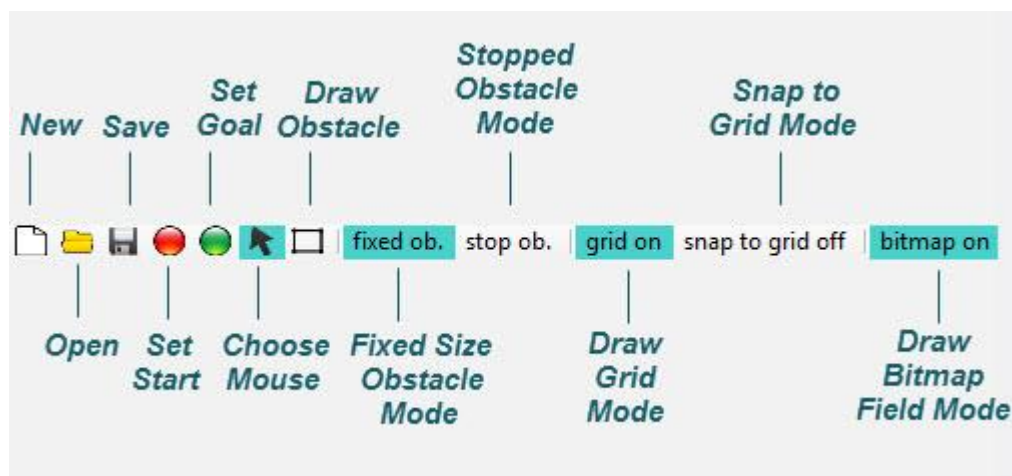 New
Save
Set
Goal
Draw
Obstacle
Stopped
Obstacle
Mode
Snap to
Grid Mode
fixed ob.
stop ob.
grid on
snap to grid off
bitmap on
Open
Set
Start
Choose
Mouse
Fixed Size
Obstacle
Mode
Draw
Grid
Mode
Draw
Bitmap
Field Mode